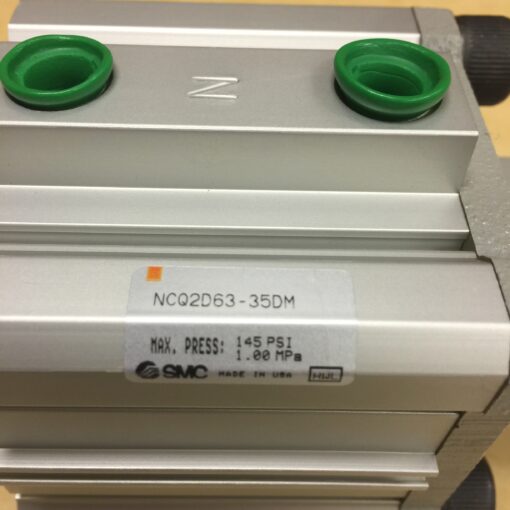 N
NCQ2D63-35DM
MAX. PRESS: 145 PSI
1.00 MPa
SMC MADE IN USA